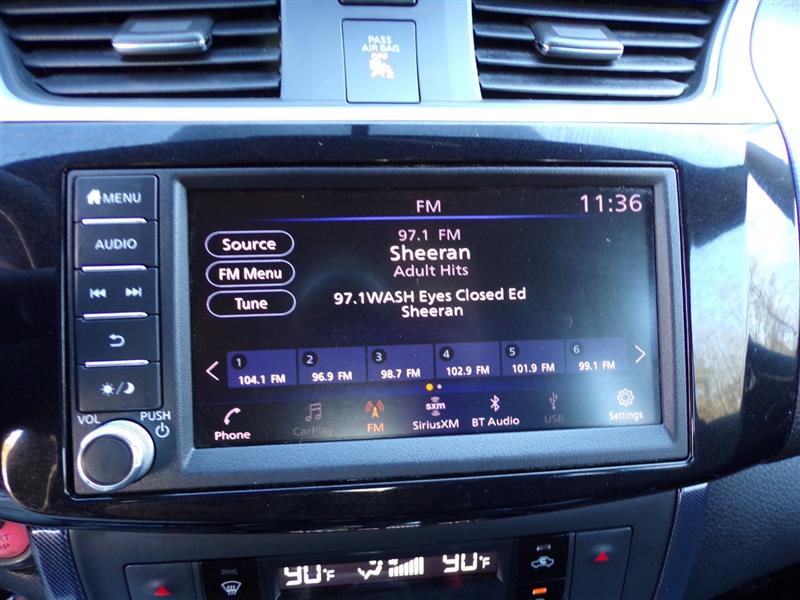 PASS
AIR BAG
OFF
MENU
AUDIO
VOL
PUSH
FM 11:36
97.1 FM
Sheeran
Adult Hits
97.1WASH Eyes Closed Ed
Sheeran
Source
FM Menu
Tune
1 2 3 4 5 6
104.1 FM 96.9 FM 98.7 FM 102.9 FM 101.9 FM 99.1 FM
sxm
Phone CarPlay FM SiriusXM BT Audio USB Settings
90°F 90°F